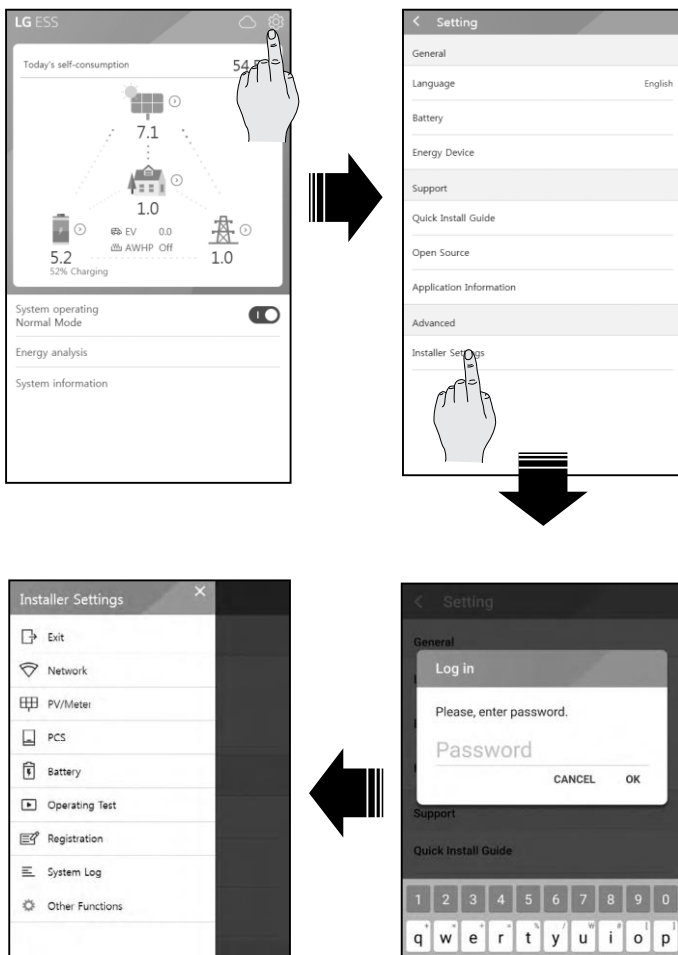 LG ESS
Today's self-consumption
54.
7.1
1.0
EV 0.0
AWHP Off
5.2
52% Charging
1.0
System operating
Normal Mode
Energy analysis
System information
Setting
General
Language English
Battery
Energy Device
Support
Quick Install Guide
Open Source
Application Information
Advanced
Installer Settings
Installer Settings
Exit
Network
PV/Meter
PCS
Battery
Operating Test
Registration
System Log
Other Functions
Setting
General
Log in
Please, enter password.
Password
CANCEL OK
Support
Quick Install Guide
1 2 3 4 5 6 7 8 9 0
q w e r t y u i o p